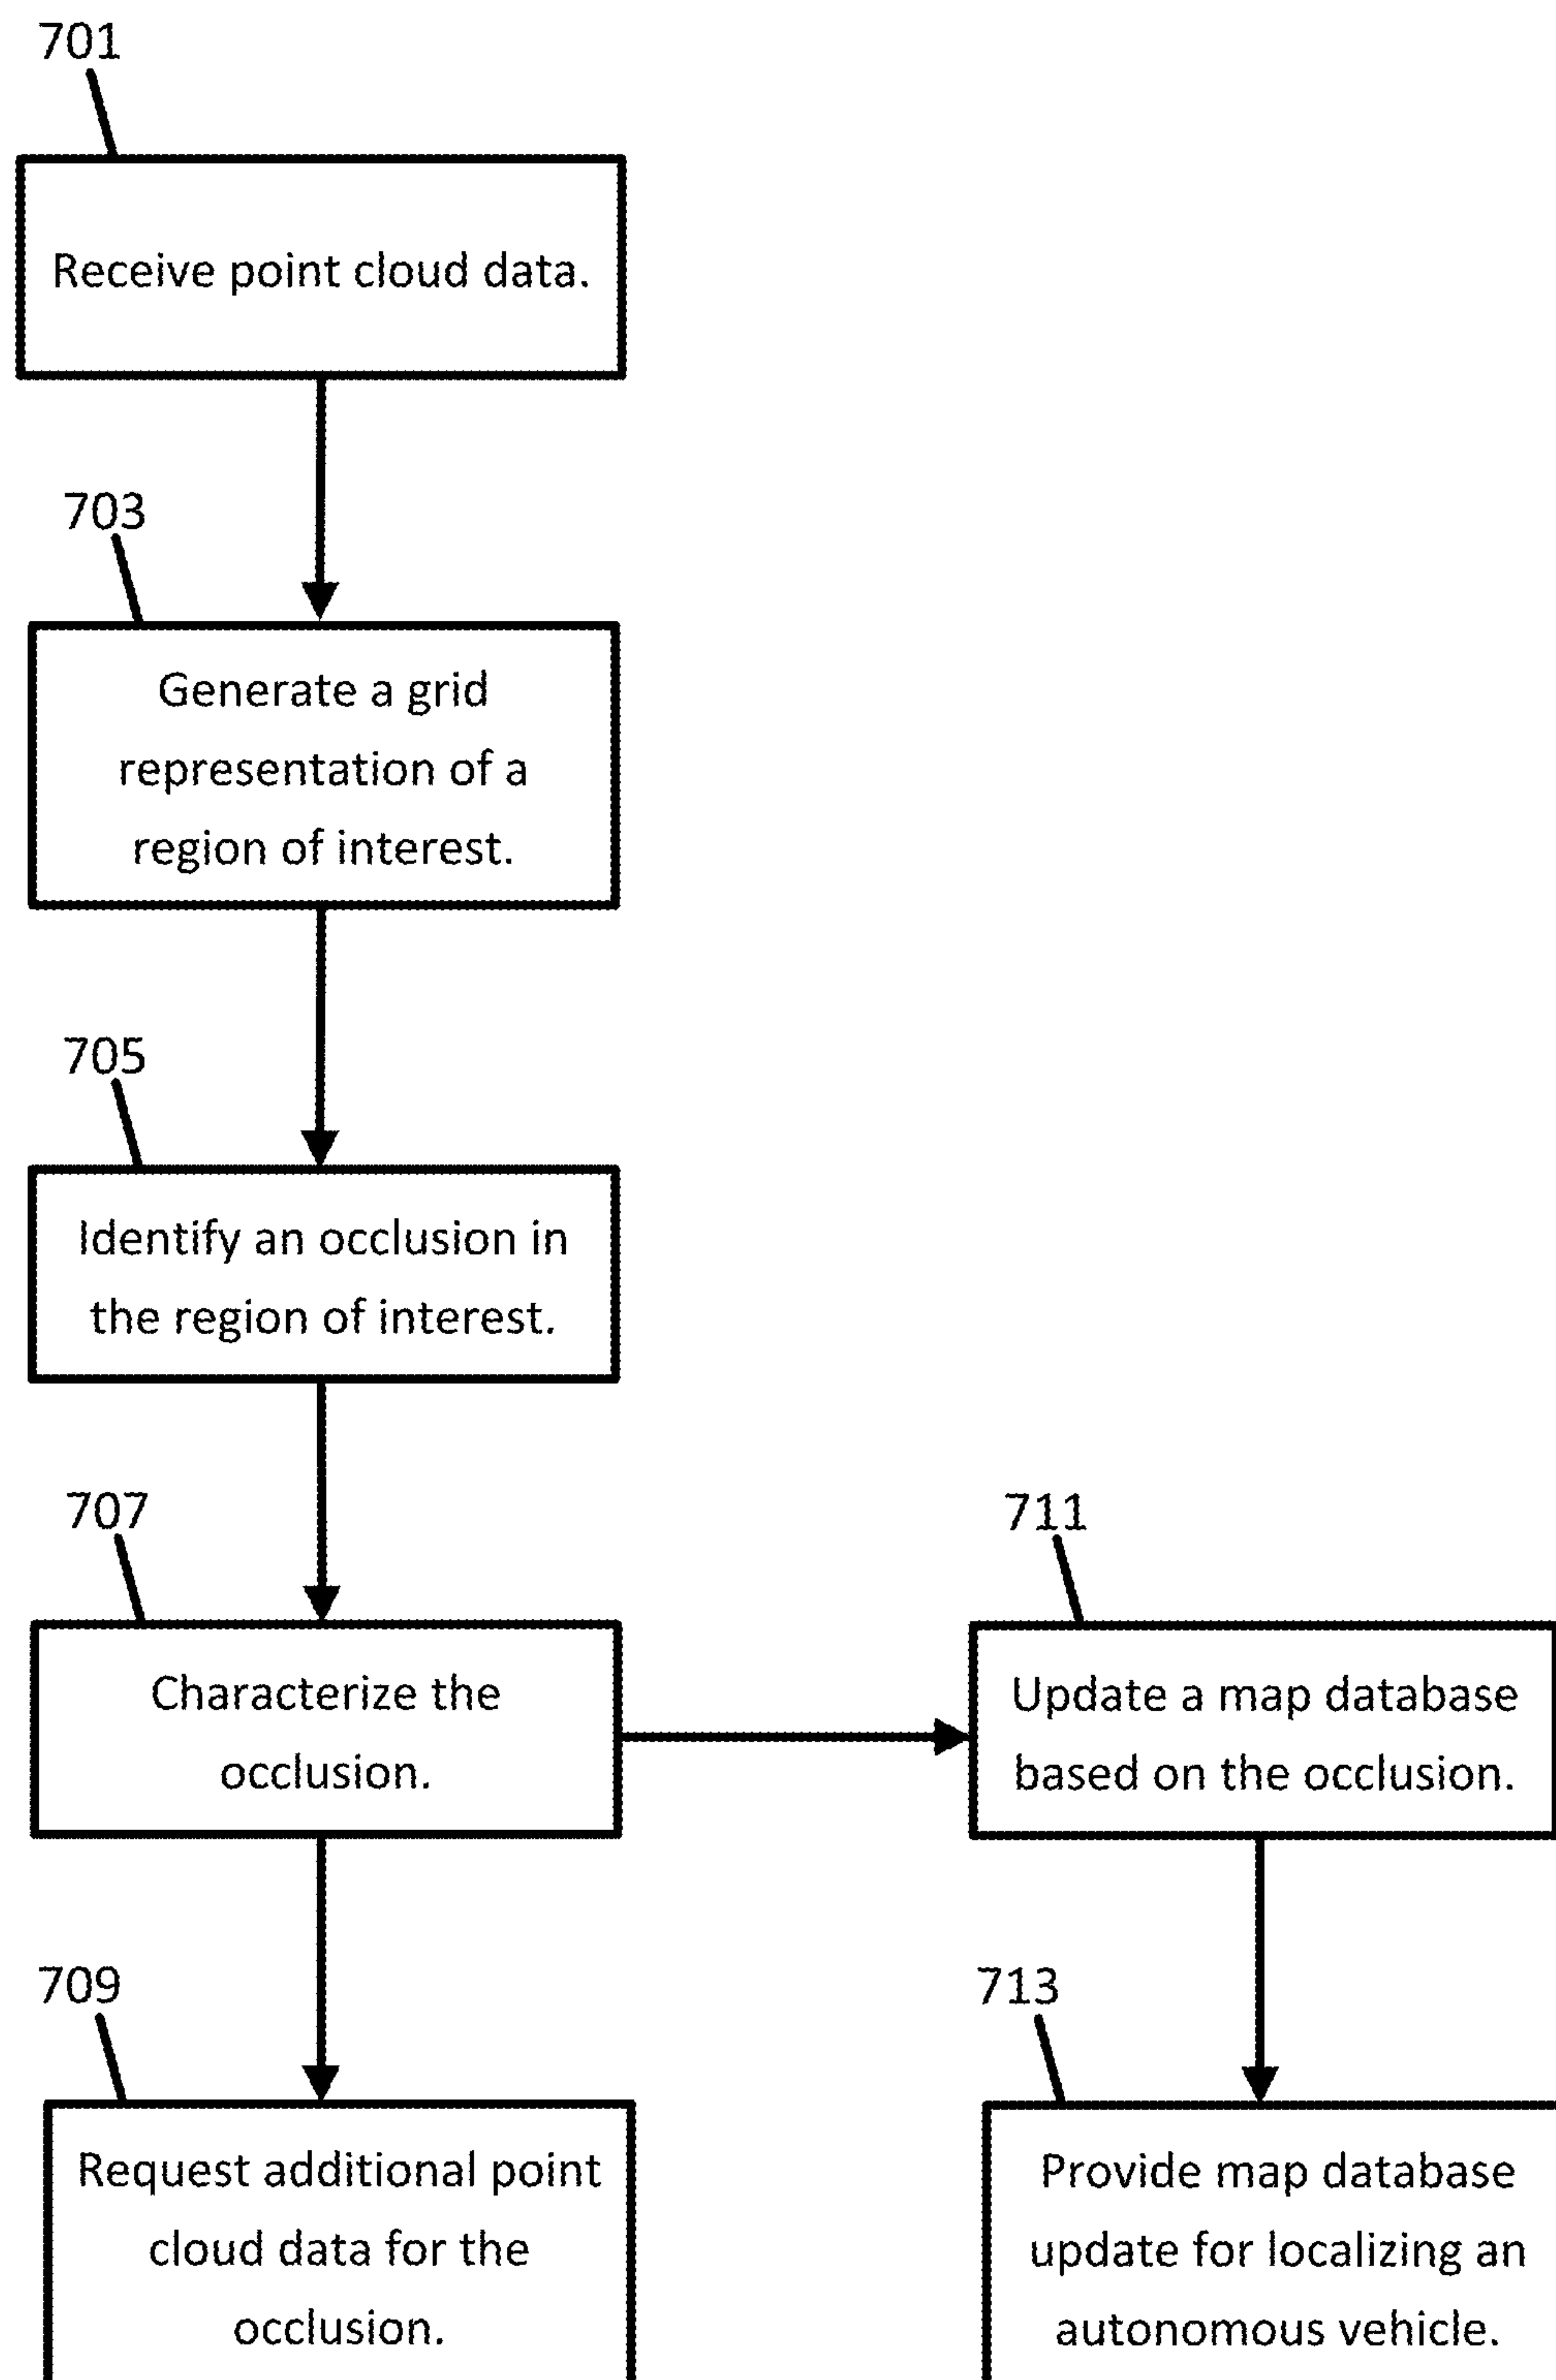 701
Receive point cloud data.
703
Generate a grid
representation of a
region of interest.
705
Identify an occlusion in
the region of interest.
707
Characterize the
occlusion.
711
Update a map database
based on the occlusion.
709
Request additional point
cloud data for the
occlusion.
713
Provide map database
update for localizing an
autonomous vehicle.